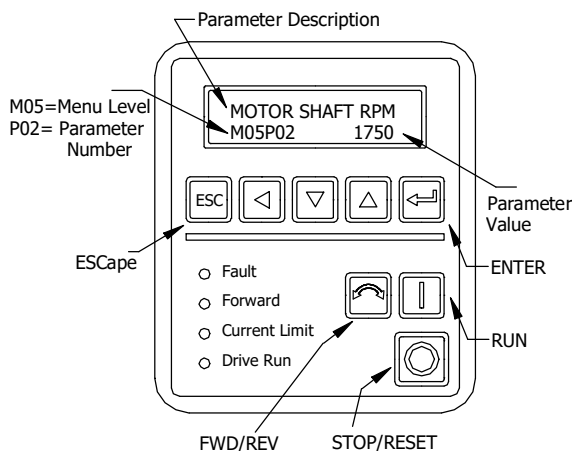 Parameter Description
MOTOR SHAFT RPM
M05P02 1750
M05=Menu Level
P02= Parameter
Number
Parameter
Value
ESC
ESCape
ENTER
Fault
Forward
Current Limit
Drive Run
RUN
FWD/REV
STOP/RESET